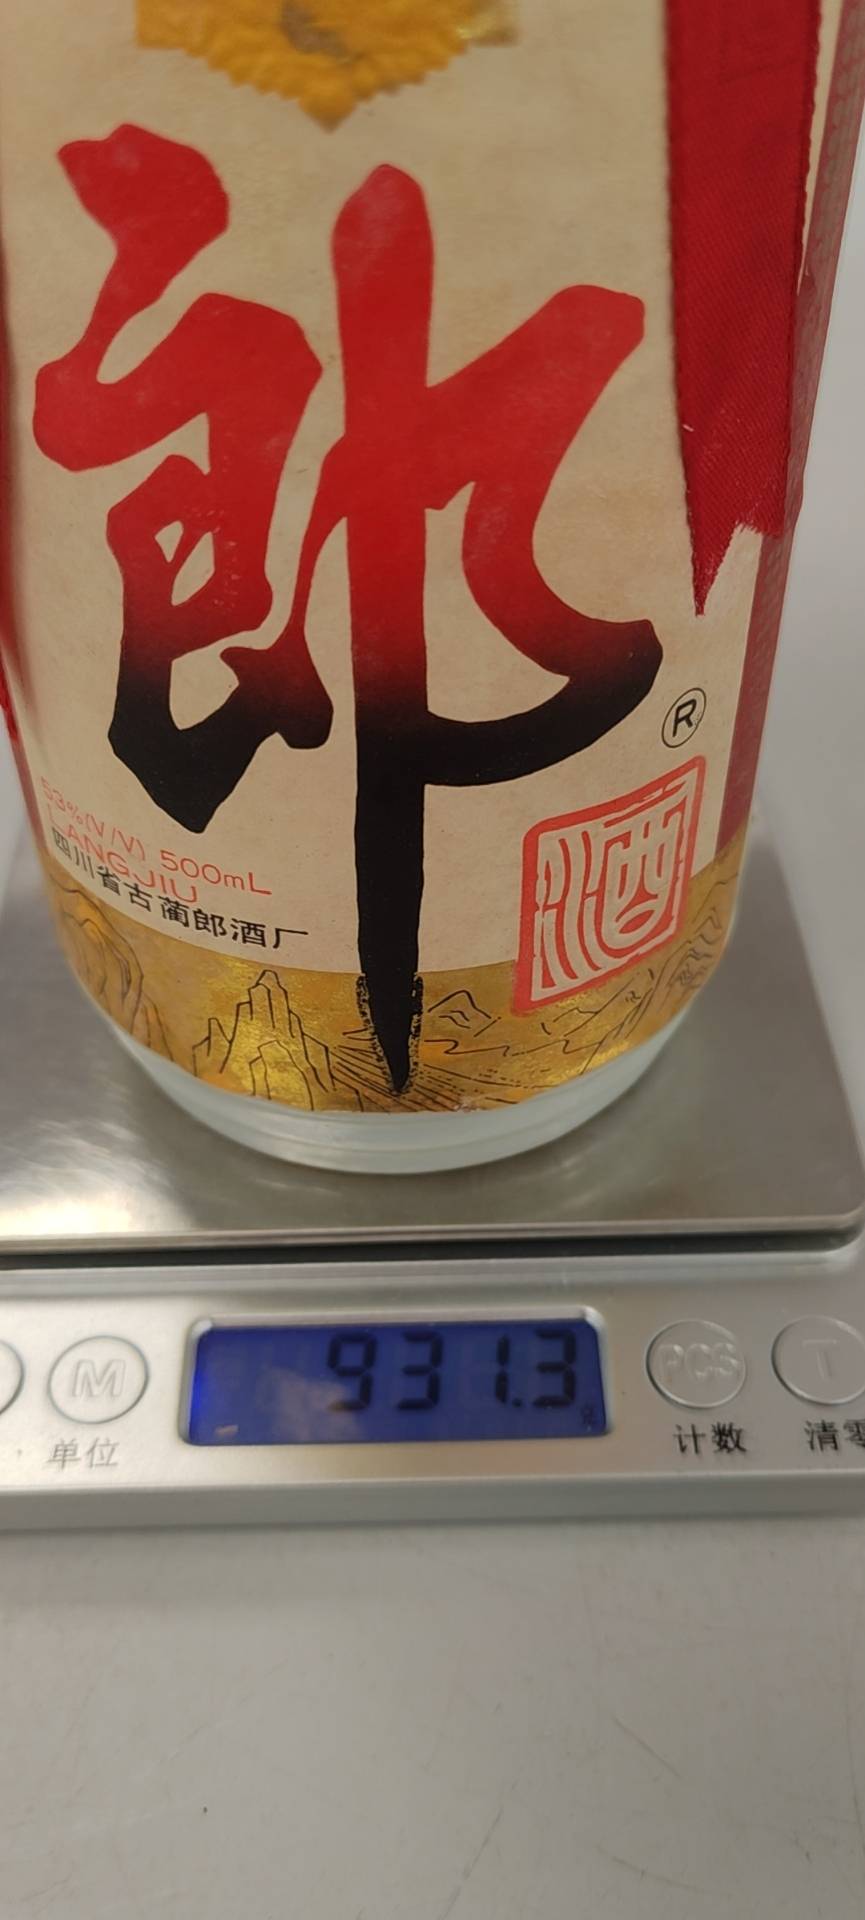 郎
®
53%(V/V) 500mL
LANGJIU
四川省古蔺郎酒厂
酒
931.3
g
M
PCS
T
单位
计数
清零